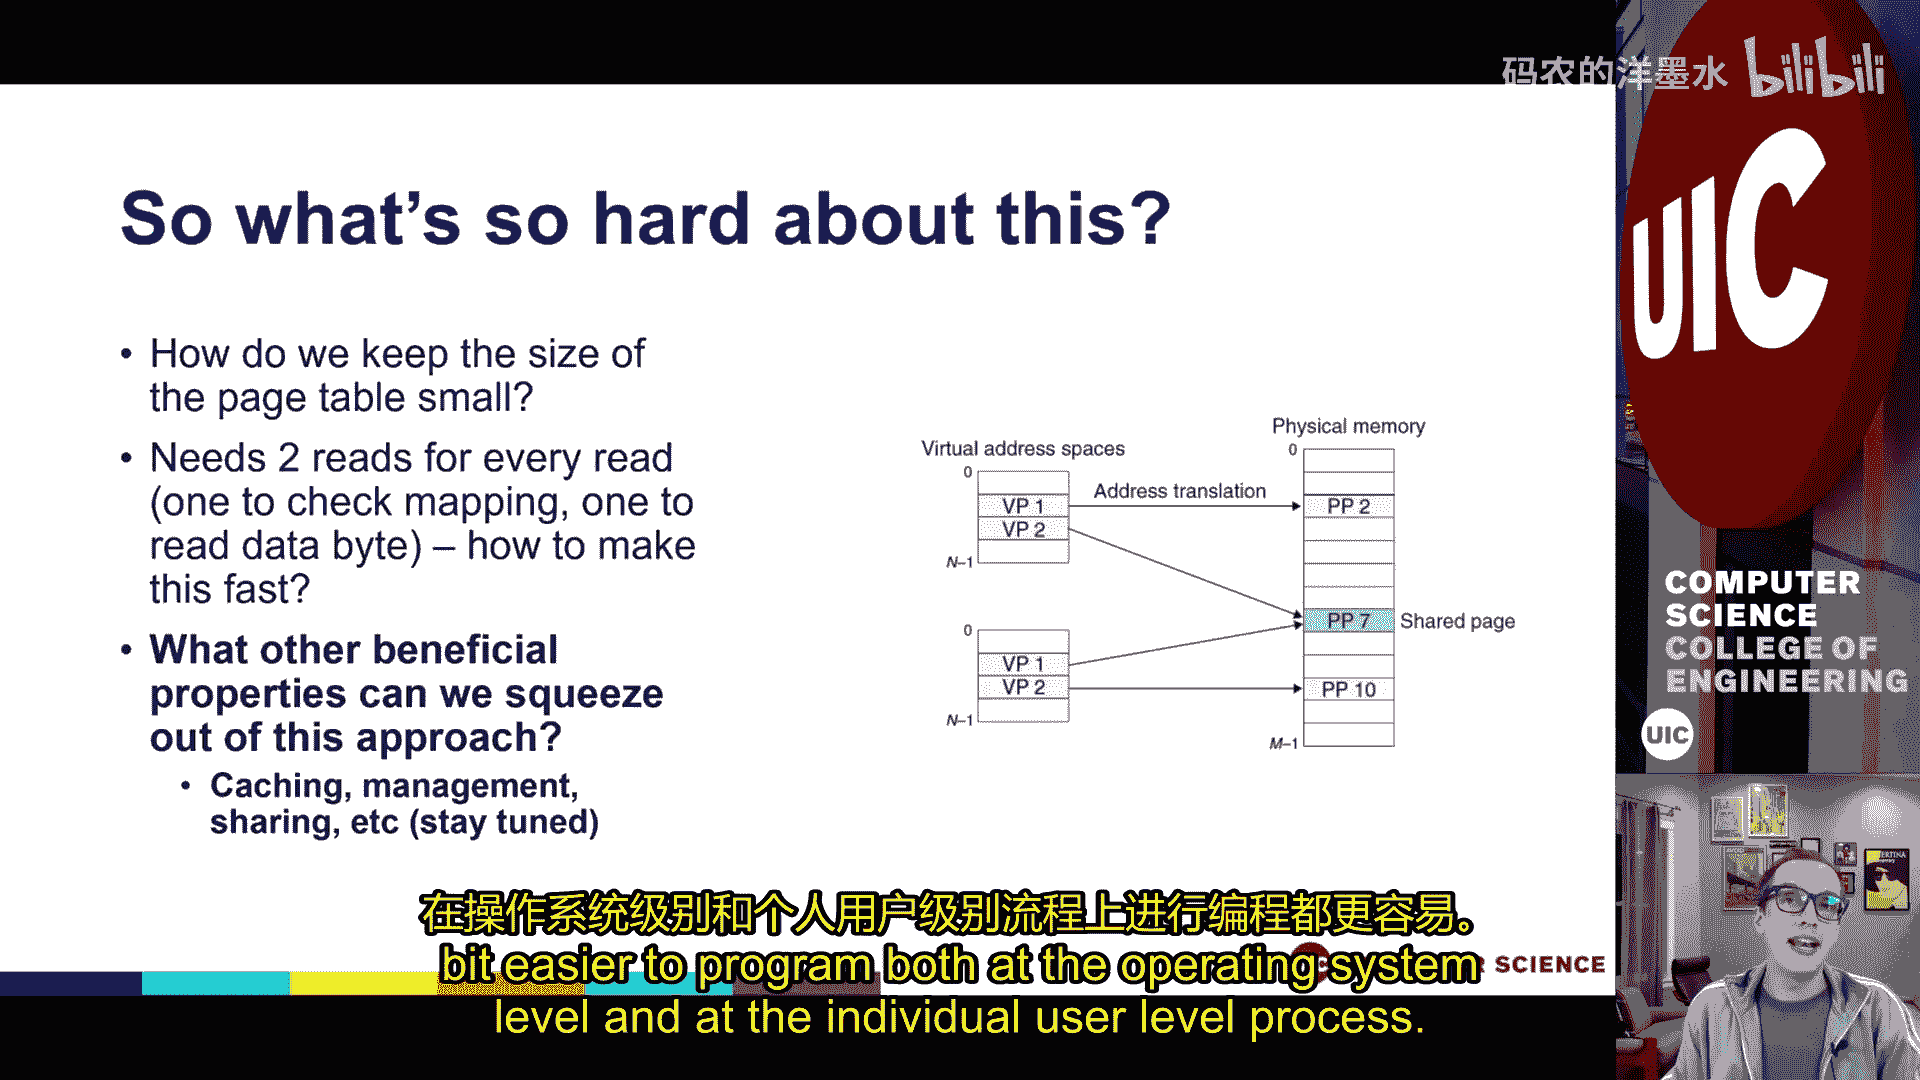 码农的洋墨水 bilibili
So what's so hard about this?
• How do we keep the size of
the page table small?
• Needs 2 reads for every read
(one to check mapping, one to
read data byte) – how to make
this fast?
• What other beneficial
properties can we squeeze
out of this approach?
• Caching, management,
sharing, etc (stay tuned)
Virtual address spaces
0
VP 1
VP 2
N–1
0
VP 1
VP 2
N–1
Address translation
Physical memory
0
PP 2
PP 7
Shared page
PP 10
M–1
UIC
COMPUTER
SCIENCE
COLLEGE OF
ENGINEERING
UIC
SCIENCE
在操作系统级别和个人用户级别流程上进行编程都更容易。
bit easier to program both at the operating system
level and at the individual user level process.